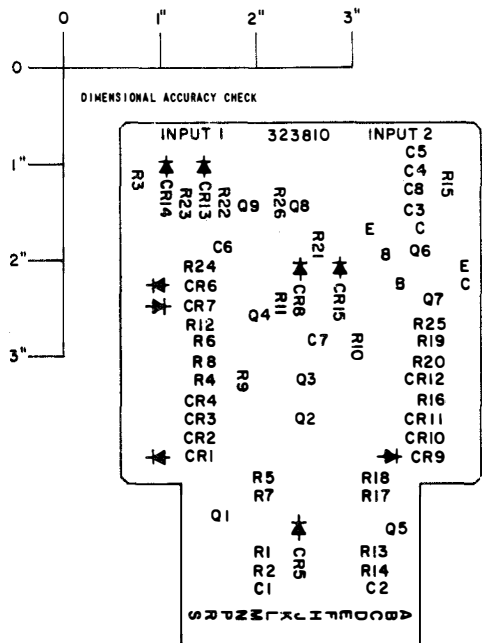 0 1" 2" 3"
0
DIMENSIONAL ACCURACY CHECK
INPUT 1 323810 INPUT 2
C5
1" C4
R3 CR14 R23 CR13 R22 R26 C8 R15
Q9 Q8 C3
E C
C6 R21 B Q6
2" R24 E
CR6 CR8 CR15 B C
CR7 R11 Q7
R12 Q4 R25
R6 C7 R10 R19
3" R8 R20
R4 R9 Q3 CR12
CR4 R16
CR3 Q2 CR11
CR2 CR10
CR1 CR9
R5 R18
R7 R17
Q1 Q5
R1 CR5 R13
R2 R14
C1 C2
S R P N M L K J H F E D C B A